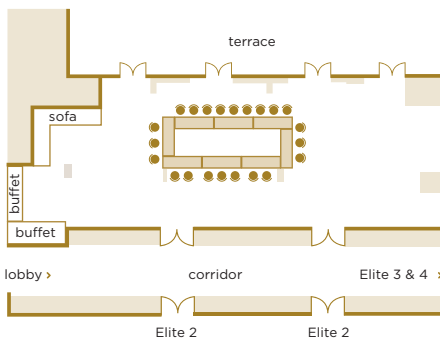 terrace
sofa
buffet
buffet
lobby ›
corridor
Elite 3 & 4 ›
Elite 2
Elite 2